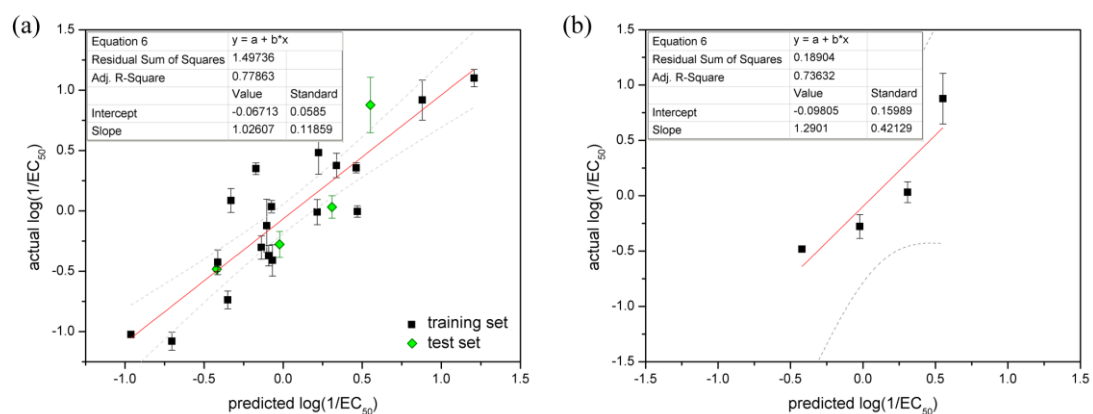 (a)
1.5
1.0
0.5
0.0
-0.5
-1.0
actual log(1/EC50)
Equation 6 y = a + b*x
Residual Sum of Squares 1.49736
Adj. R-Square 0.77863
Value Standard
Intercept -0.06713 0.0585
Slope 1.02607 0.11859
training set
test set
-1.0 -0.5 0.0 0.5 1.0 1.5
predicted log(1/EC50)
(b)
1.5
1.0
0.5
0.0
-0.5
-1.0
-1.5
actual log(1/EC50)
Equation 6 y = a + b*x
Residual Sum of Squares 0.18904
Adj. R-Square 0.73632
Value Standard
Intercept -0.09805 0.15989
Slope 1.2901 0.42129
-1.0 -0.5 0.0 0.5 1.0 1.5
predicted log(1/EC50)